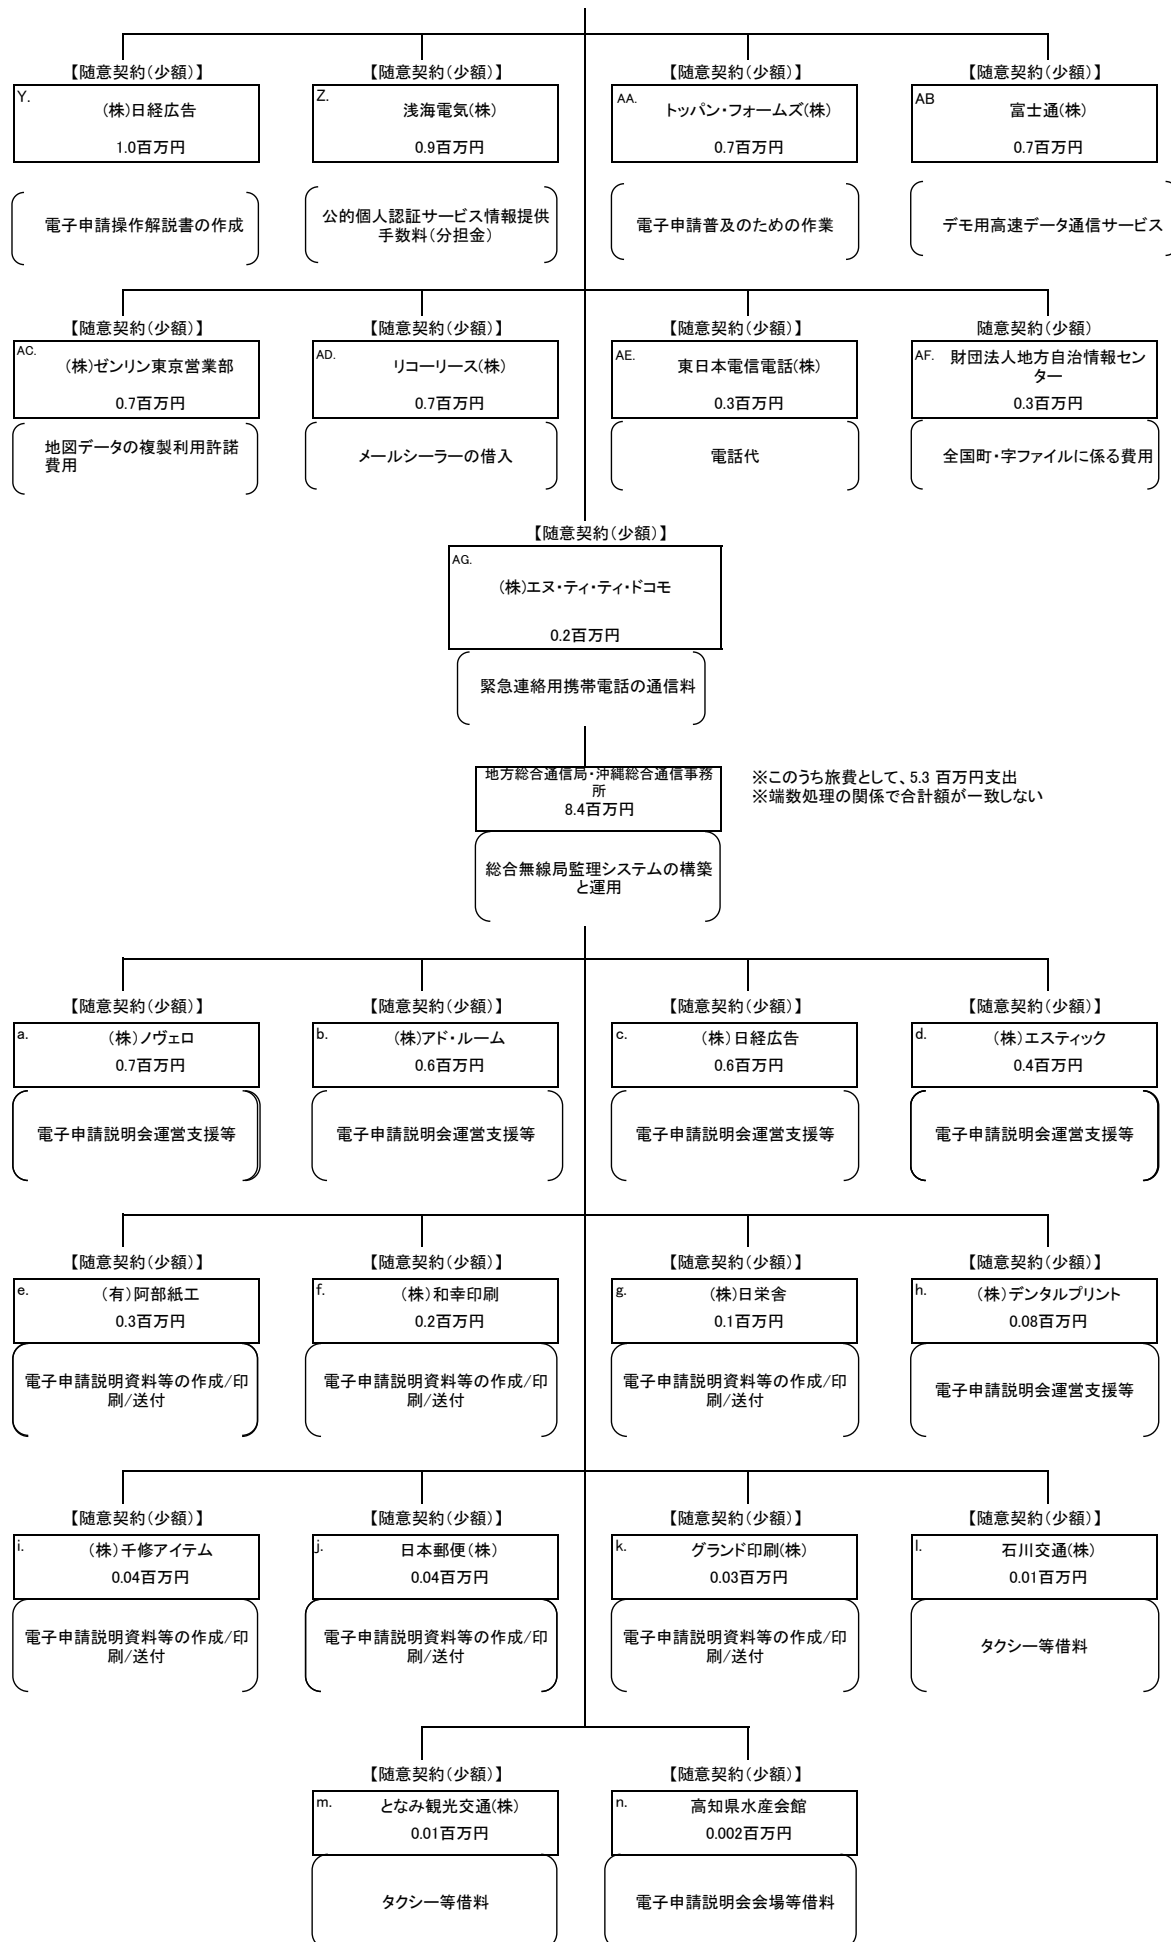 【随意契約(少額)】
Y.
(株)日経広告
1.0百万円
電子申請操作解説書の作成
【随意契約(少額)】
Z.
浅海電気(株)
0.9百万円
公的個人認証サービス情報提供
手数料(分担金)
【随意契約(少額)】
AA.
トッパン・フォームズ(株)
0.7百万円
電子申請普及のための作業
【随意契約(少額)】
AB
富士通(株)
0.7百万円
デモ用高速データ通信サービス
【随意契約(少額)】
AC.
(株)ゼンリン東京営業部
0.7百万円
地図データの複製利用許諾
費用
【随意契約(少額)】
AD.
リコーリース(株)
0.7百万円
メールシーラーの借入
【随意契約(少額)】
AE.
東日本電信電話(株)
0.3百万円
電話代
随意契約(少額)
AF.
財団法人地方自治情報セン
ター
0.3百万円
全国町・字ファイルに係る費用
【随意契約(少額)】
AG.
(株)エヌ・ティ・ティ・ドコモ
0.2百万円
緊急連絡用携帯電話の通信料
地方総合通信局・沖縄総合通信事務
所
8.4百万円
※このうち旅費として、5.3 百万円支出
※端数処理の関係で合計額が一致しない
総合無線局監理システムの構築
と運用
【随意契約(少額)】
a.
(株)ノヴェロ
0.7百万円
電子申請説明会運営支援等
【随意契約(少額)】
b.
(株)アド・ルーム
0.6百万円
電子申請説明会運営支援等
【随意契約(少額)】
c.
(株)日経広告
0.6百万円
電子申請説明会運営支援等
【随意契約(少額)】
d.
(株)エスティック
0.4百万円
電子申請説明会運営支援等
【随意契約(少額)】
e.
(有)阿部紙工
0.3百万円
電子申請説明資料等の作成/印
刷/送付
【随意契約(少額)】
f.
(株)和幸印刷
0.2百万円
電子申請説明資料等の作成/印
刷/送付
【随意契約(少額)】
g.
(株)日栄舎
0.1百万円
電子申請説明資料等の作成/印
刷/送付
【随意契約(少額)】
h.
(株)デンタルプリント
0.08百万円
電子申請説明会運営支援等
【随意契約(少額)】
i.
(株)千修アイテム
0.04百万円
電子申請説明資料等の作成/印
刷/送付
【随意契約(少額)】
j.
日本郵便(株)
0.04百万円
電子申請説明資料等の作成/印
刷/送付
【随意契約(少額)】
k.
グランド印刷(株)
0.03百万円
電子申請説明資料等の作成/印
刷/送付
【随意契約(少額)】
l.
石川交通(株)
0.01百万円
タクシー等借料
【随意契約(少額)】
m.
となみ観光交通(株)
0.01百万円
タクシー等借料
【随意契約(少額)】
n.
高知県水産会館
0.002百万円
電子申請説明会会場等借料